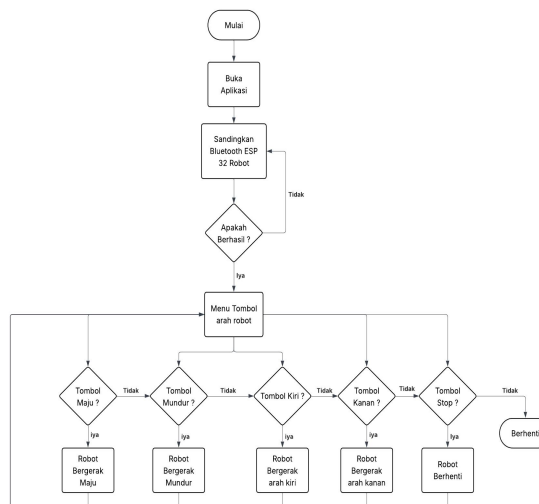 Mulai
Buka
Aplikasi
Sandingkan
Bluetooth ESP
32 Robot
Tidak
Apakah
Berhasil ?
Iya
Menu Tombol
arah robot
Tombol
Maju ?
Tidak
Tombol
Mundur ?
Tidak
Tombol Kiri ?
Tidak
Tombol
Kanan ?
Tidak
Tombol
Stop ?
Tidak
Berhenti
iya
iya
iya
iya
iya
Robot
Bergerak
Maju
Robot
Bergerak
Mundur
Robot
Bergerak
arah kiri
Robot
Bergerak
arah kanan
Robot
Berhenti